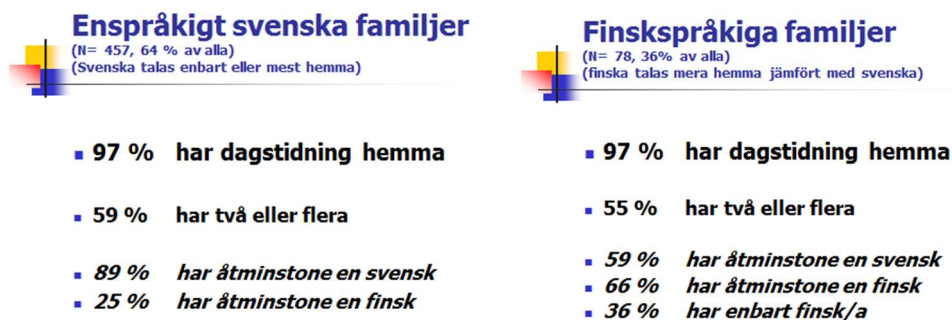 Enspråkigt svenska familjer
(N= 457, 64 % av alla)
(Svenska talas enbart eller mest hemma)
97 % har dagstidning hemma
59 % har två eller flera
89 % har åtminstone en svensk
25 % har åtminstone en finsk
Finskspråkiga familjer
(N= 78, 36% av alla)
(finska talas mera hemma jämfört med svenska)
97 % har dagstidning hemma
55 % har två eller flera
59 % har åtminstone en svensk
66 % har åtminstone en finsk
36 % har enbart finsk/a